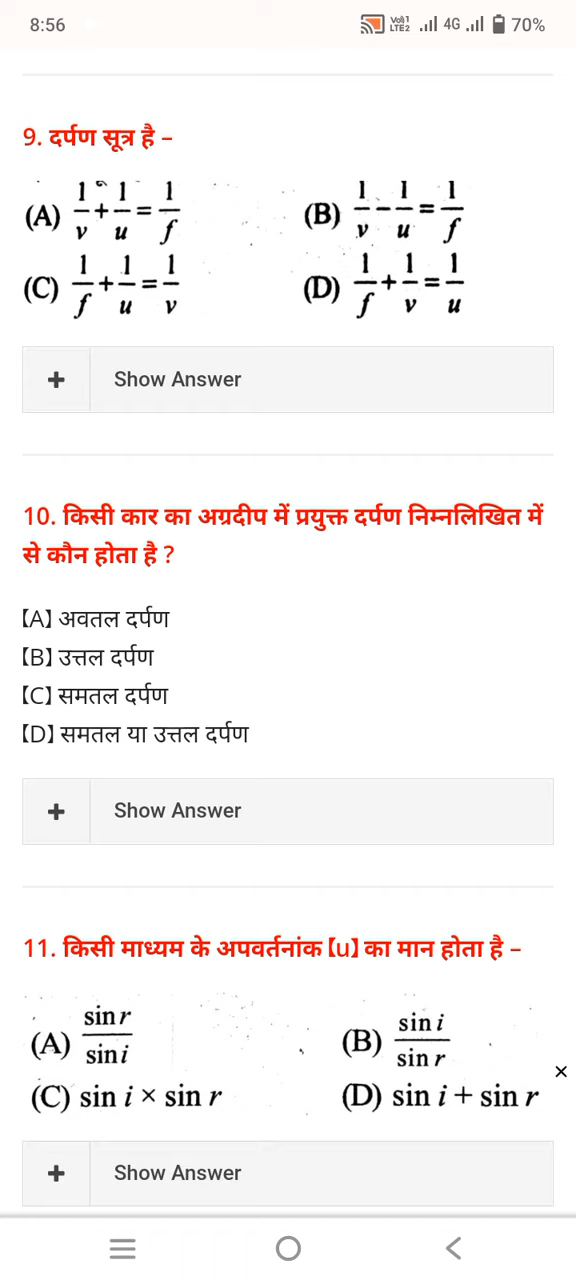 8:56 Vo)) LTE2 4G 70%
9. दर्पण सूत्र है –
(A) 1/v + 1/u = 1/f (B) 1/v − 1/u = 1/f
(C) 1/f + 1/u = 1/v (D) 1/f + 1/v = 1/u
+ Show Answer
10. किसी कार का अग्रदीप में प्रयुक्त दर्पण निम्नलिखित में
से कौन होता है ?
【A】 अवतल दर्पण
【B】 उत्तल दर्पण
【C】 समतल दर्पण
【D】 समतल या उत्तल दर्पण
+ Show Answer
11. किसी माध्यम के अपवर्तनांक 【u】 का मान होता है –
(A) sin r / sin i (B) sin i / sin r
(C) sin i × sin r (D) sin i + sin r
+ Show Answer